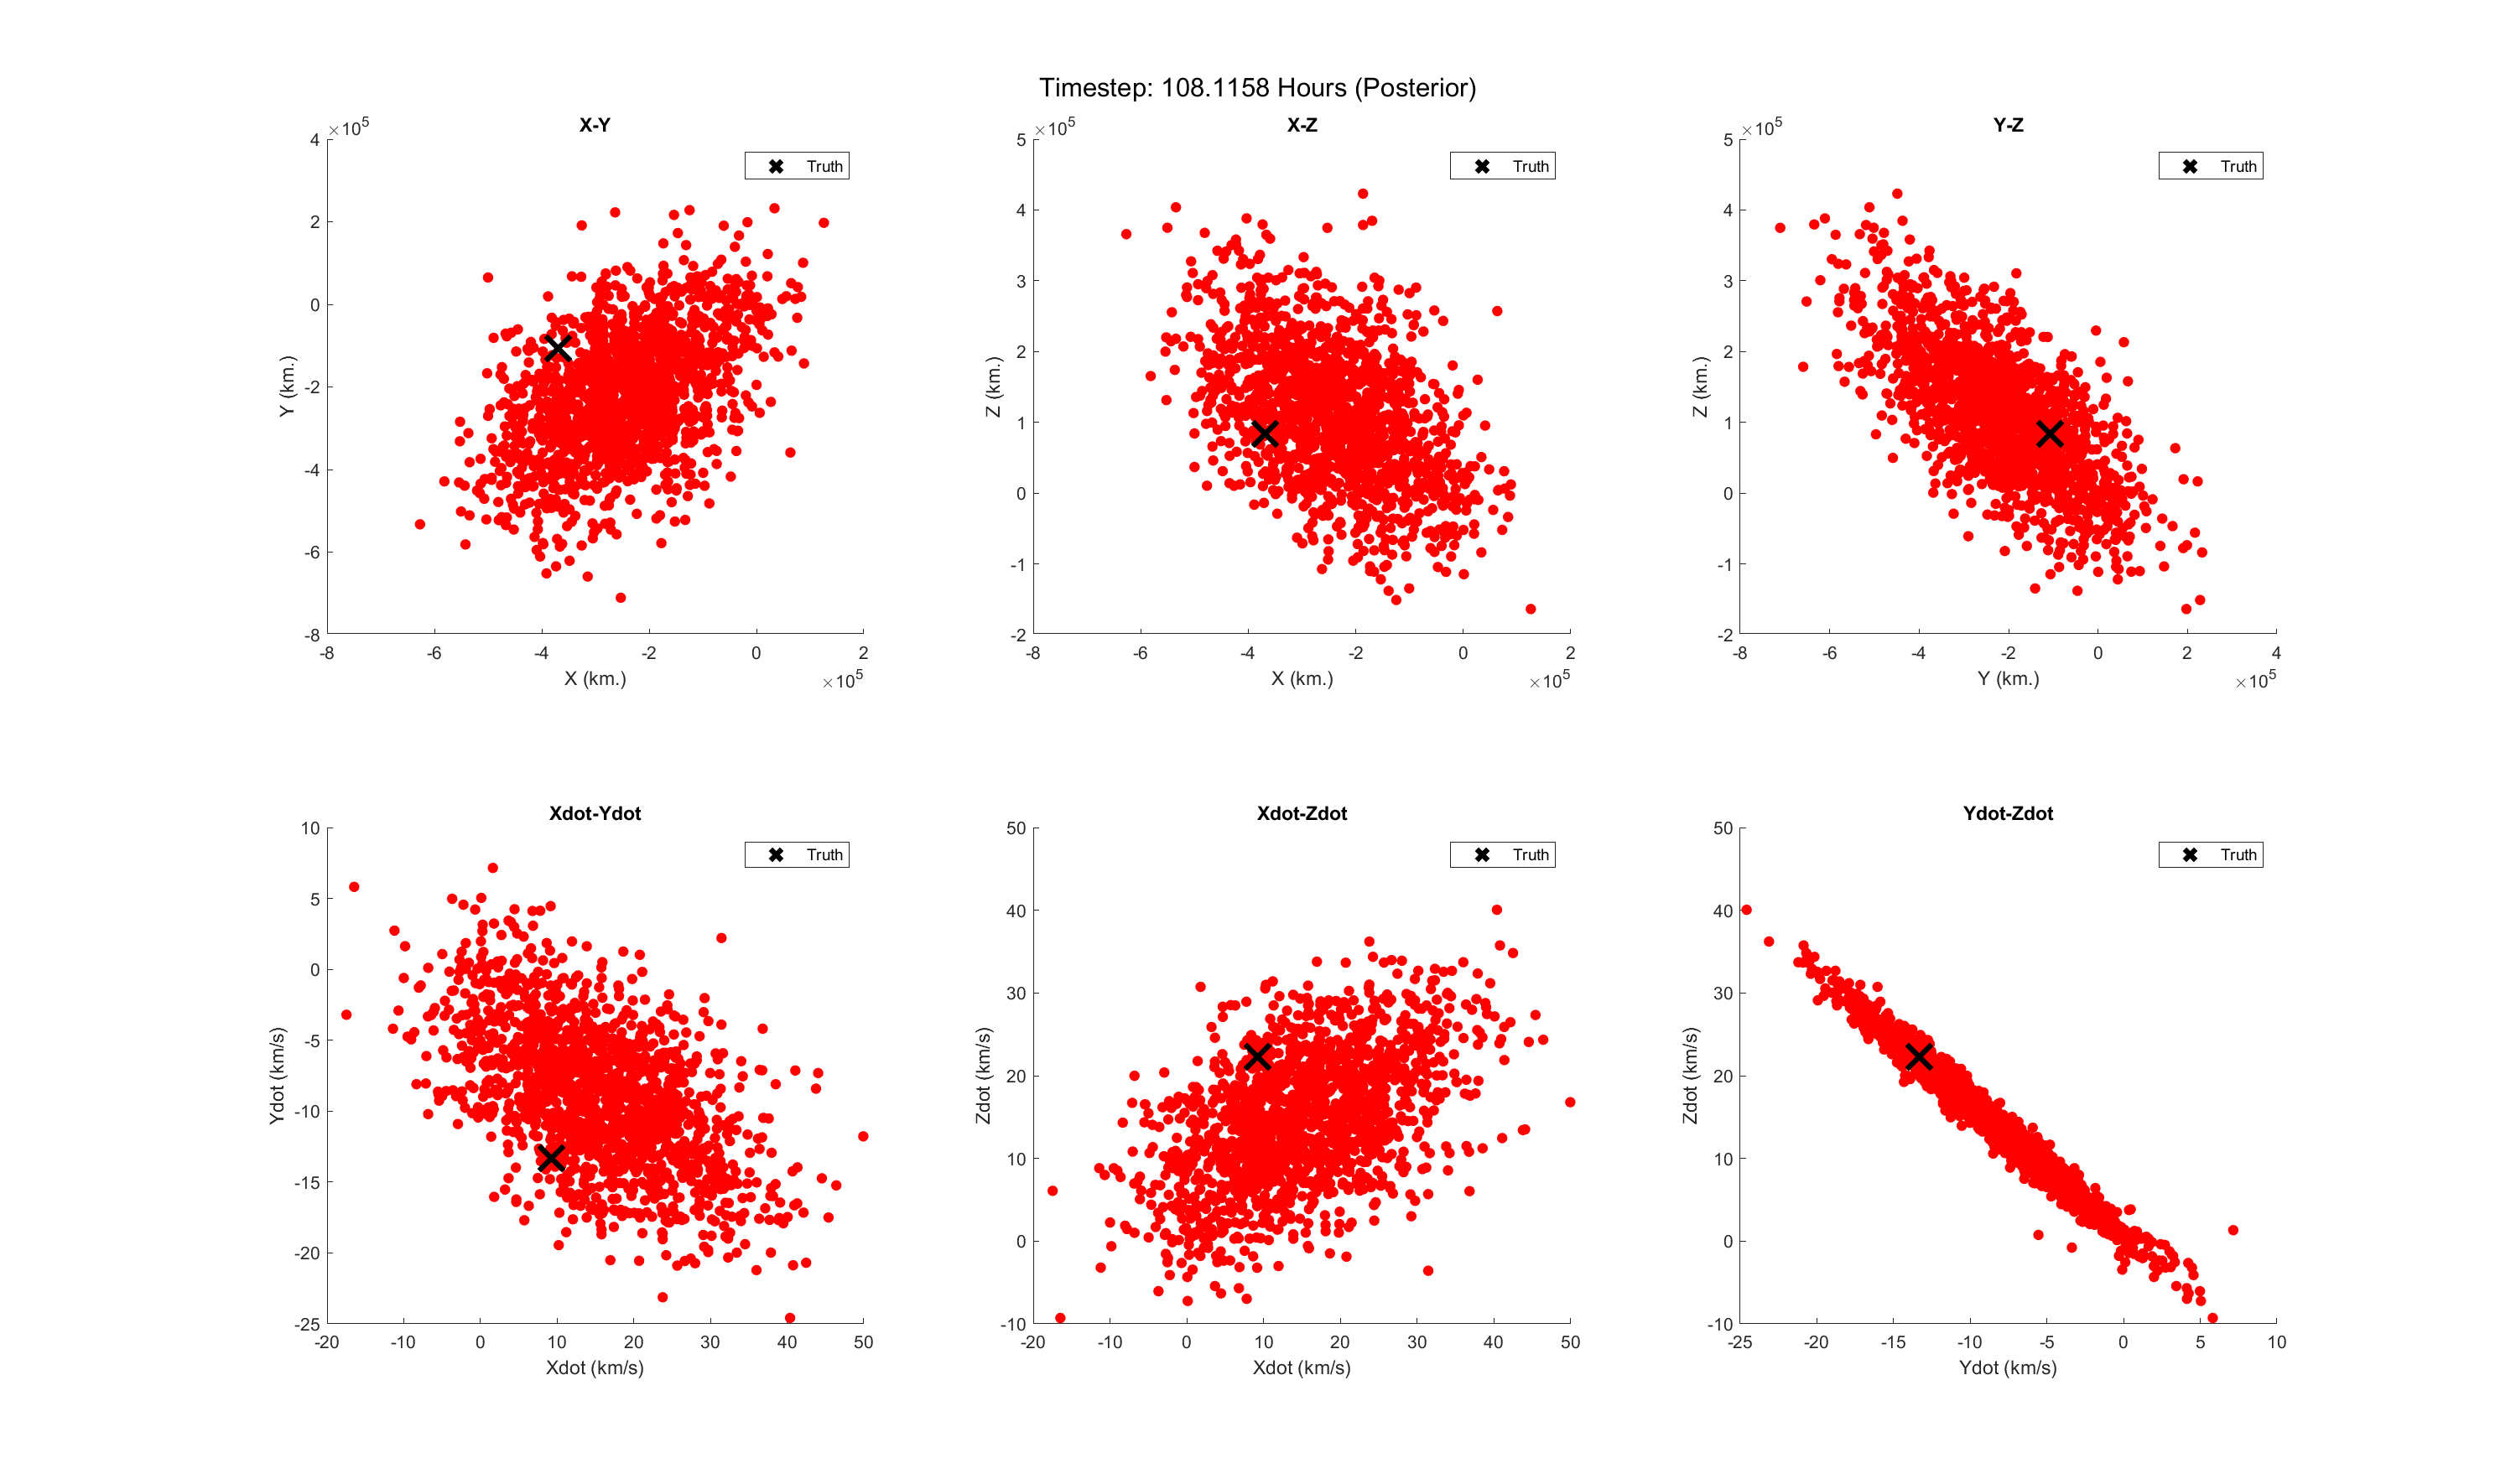 Timestep: 108.1158 Hours (Posterior)
X-Y
×10^5
Truth
4
2
0
-2
-4
-6
-8
Y (km.)
-8 -6 -4 -2 0 2
X (km.)
×10^5
X-Z
×10^5
Truth
5
4
3
2
1
0
-1
-2
Z (km.)
-8 -6 -4 -2 0 2
X (km.)
×10^5
Y-Z
×10^5
Truth
5
4
3
2
1
0
-1
-2
Z (km.)
-8 -6 -4 -2 0 2 4
Y (km.)
×10^5
Xdot-Ydot
Truth
10
5
0
-5
-10
-15
-20
-25
Ydot (km/s)
-20 -10 0 10 20 30 40 50
Xdot (km/s)
Xdot-Zdot
Truth
50
40
30
20
10
0
-10
Zdot (km/s)
-20 -10 0 10 20 30 40 50
Xdot (km/s)
Ydot-Zdot
Truth
50
40
30
20
10
0
-10
Zdot (km/s)
-25 -20 -15 -10 -5 0 5 10
Ydot (km/s)